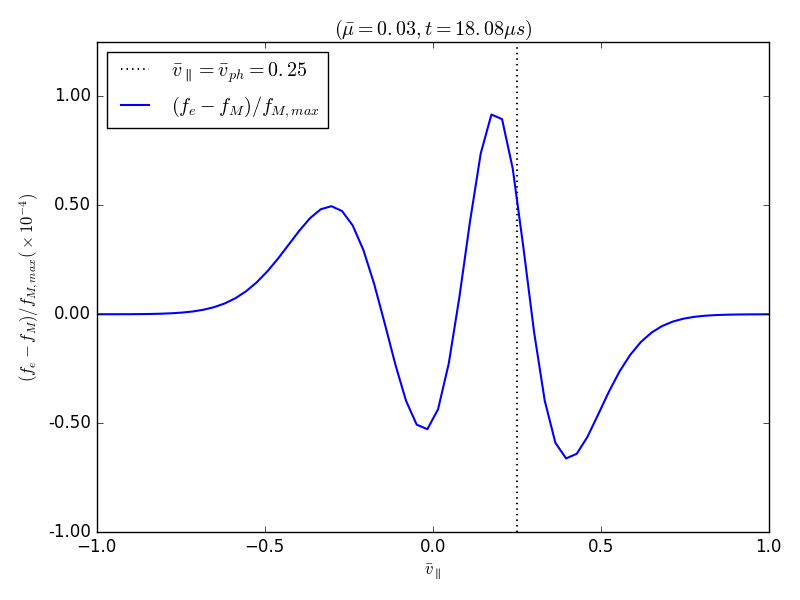 (μ̄ = 0.03, t = 18.08μs)
v̄∥ = v̄ph = 0.25
(fe − fM)/fM,max
1.00
0.50
0.00
-0.50
-1.00
(fe − fM)/fM,max(×10⁻⁴)
−1.0
−0.5
0.0
0.5
1.0
v̄∥